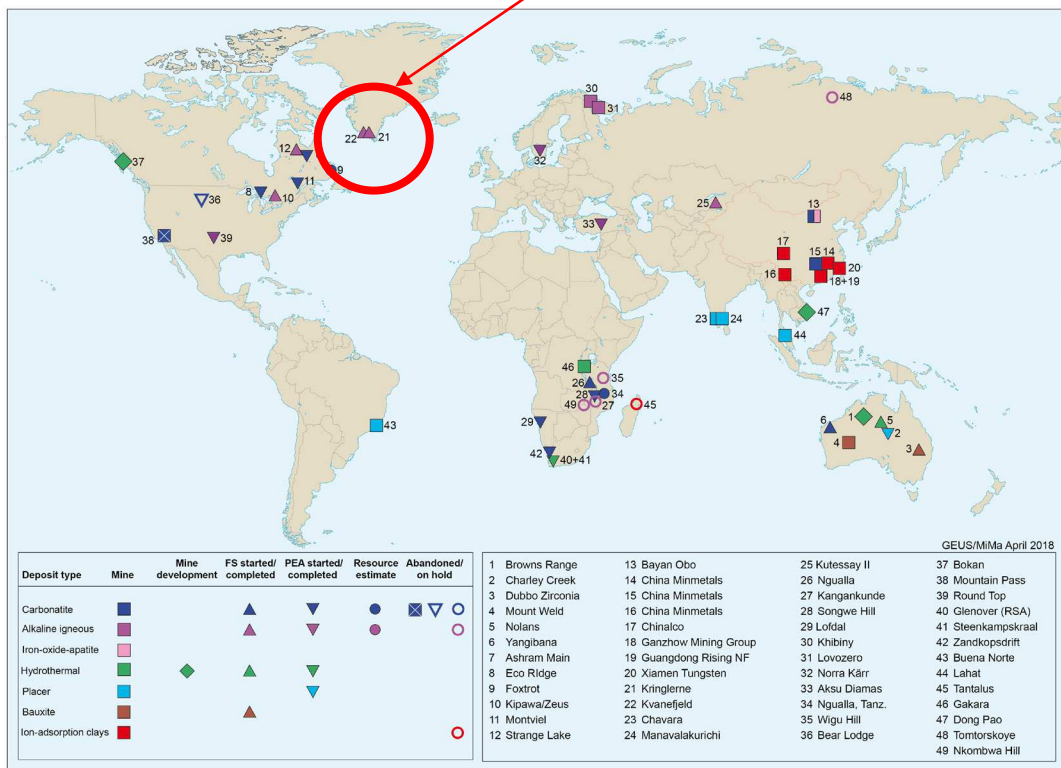 30
31
48
22
21
12
9
32
37
11
8
10
36
25
33
13
38
39
17
15 14
16
20
18+19
23
24
47
44
46
35
26
34
28
27
49
45
43
29
42
40+41
1
5
6
2
4
3
GEUS/MiMa April 2018
Deposit type
Mine
Mine development
FS started/ completed
PEA started/ completed
Resource estimate
Abandoned/ on hold
Carbonatite
Alkaline igneous
Iron-oxide-apatite
Hydrothermal
Placer
Bauxite
Ion-adsorption clays
1 Browns Range
2 Charley Creek
3 Dubbo Zirconia
4 Mount Weld
5 Nolans
6 Yangibana
7 Ashram Main
8 Eco RIdge
9 Foxtrot
10 Kipawa/Zeus
11 Montviel
12 Strange Lake
13 Bayan Obo
14 China Minmetals
15 China Minmetals
16 China Minmetals
17 Chinalco
18 Ganzhou Mining Group
19 Guangdong Rising NF
20 Xiamen Tungsten
21 Kringlerne
22 Kvanefjeld
23 Chavara
24 Manavalakurichi
25 Kutessay II
26 Ngualla
27 Kangankunde
28 Songwe Hill
29 Lofdal
30 Khibiny
31 Lovozero
32 Norra Kärr
33 Aksu Diamas
34 Ngualla, Tanz.
35 Wigu Hill
36 Bear Lodge
37 Bokan
38 Mountain Pass
39 Round Top
40 Glenover (RSA)
41 Steenkampskraal
42 Zandkopsdrift
43 Buena Norte
44 Lahat
45 Tantalus
46 Gakara
47 Dong Pao
48 Tomtorskoye
49 Nkombwa Hill